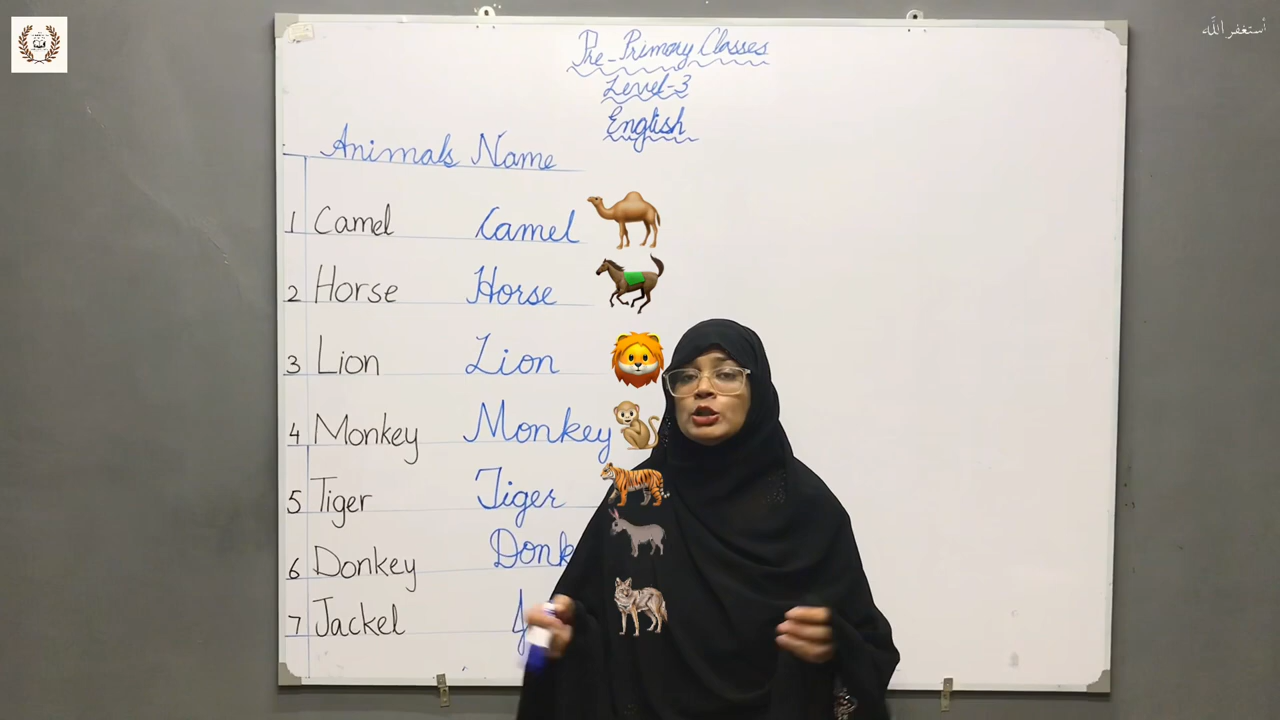 أستغفر الله
Pre-Primary Classes
Level-3
English
Animals Name
1 Camel Camel
2 Horse Horse
3 Lion Lion
4 Monkey Monkey
5 Tiger Tiger
6 Donkey Donk
7 Jackel J